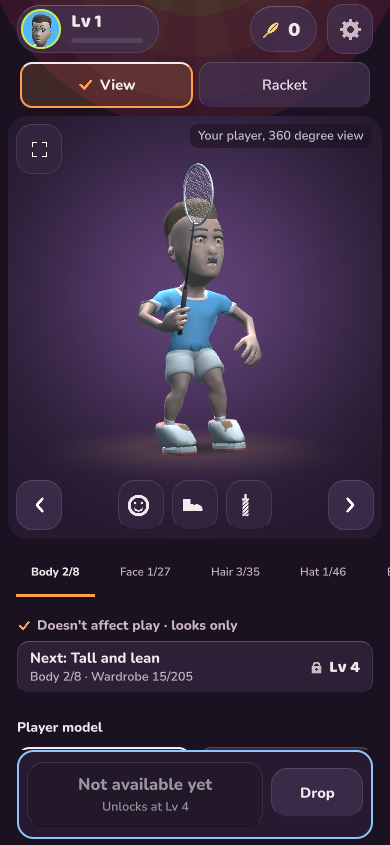 Lv 1
0
View
Racket
Your player, 360 degree view
Body 2/8
Face 1/27
Hair 3/35
Hat 1/46
Doesn't affect play · looks only
Next: Tall and lean
Body 2/8 · Wardrobe 15/205
Lv 4
Player model
Not available yet
Unlocks at Lv 4
Drop